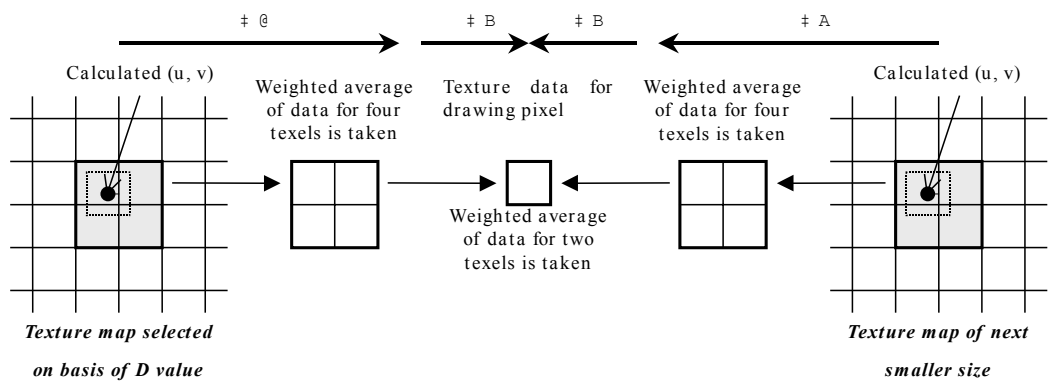 ‡ @
‡ B
‡ B
‡ A
Calculated (u, v)
Weighted average
of data for four
texels is taken
Texture data for
drawing pixel
Weighted average
of data for four
texels is taken
Calculated (u, v)
Weighted average
of data for two
texels is taken
Texture map selected
on basis of D value
Texture map of next
smaller size